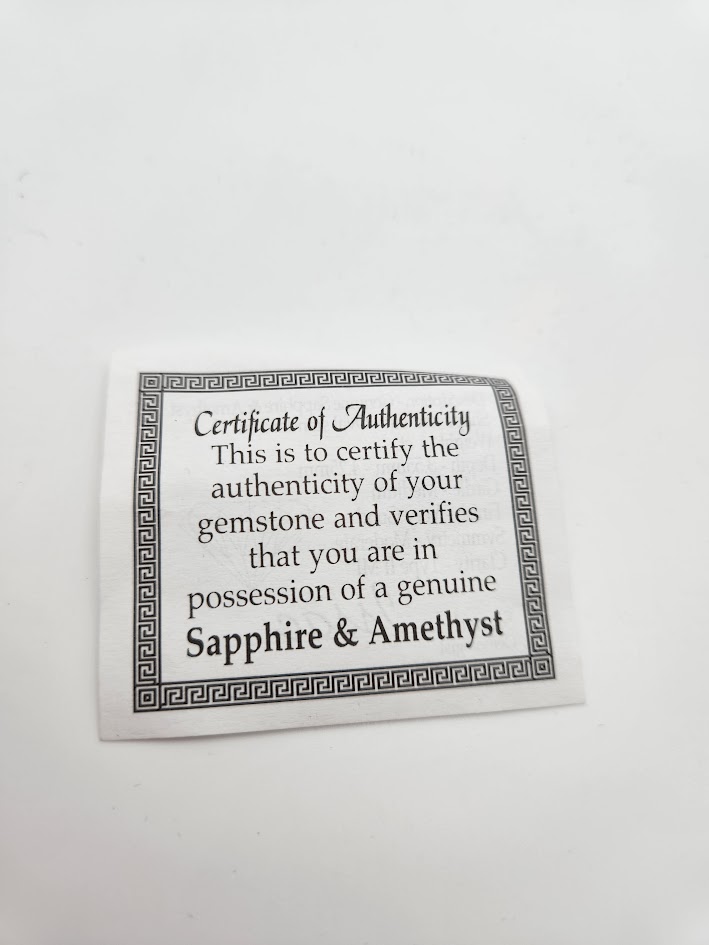 Certificate of Authenticity
This is to certify the
authenticity of your
gemstone and verifies
that you are in
possession of a genuine
Sapphire & Amethyst